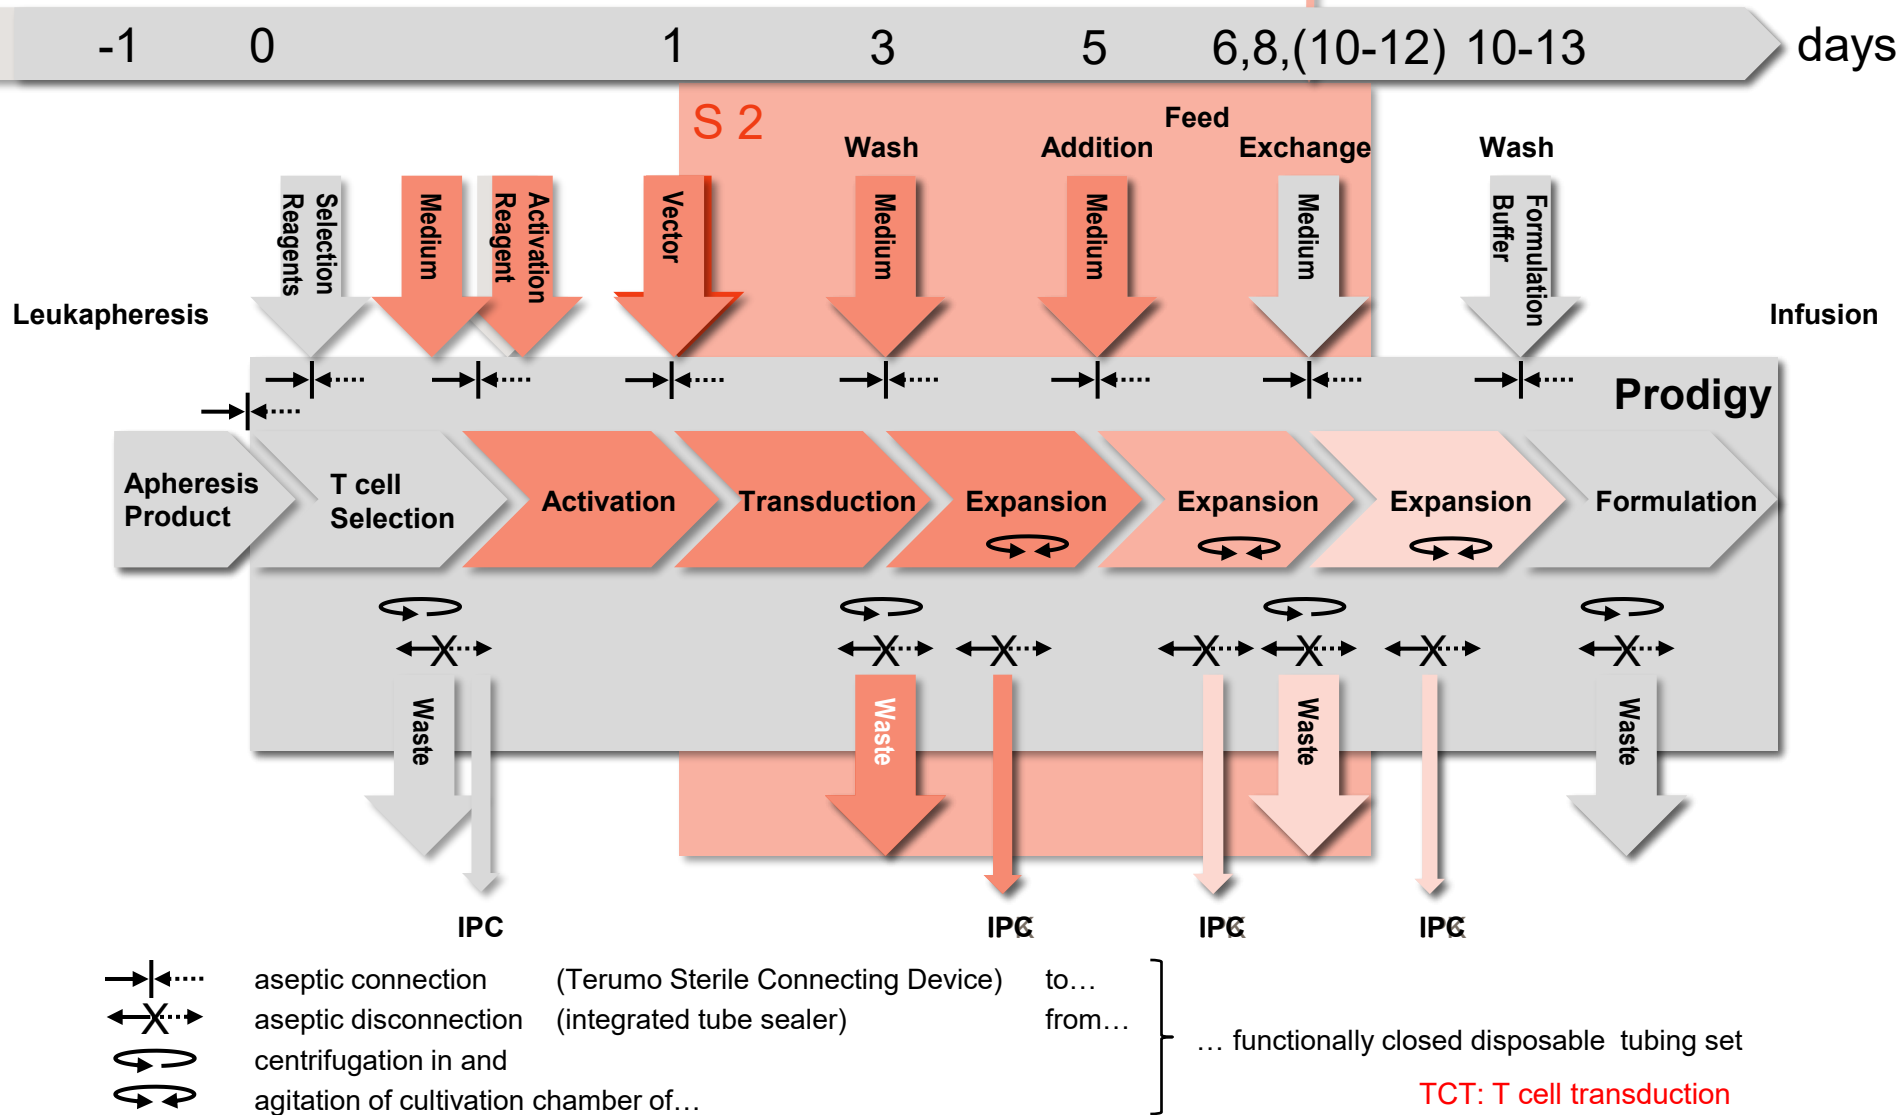 -1 0 1 3 5 6,8,(10-12) 10-13 days
S 2
Feed
Wash Addition Exchange Wash
Selection
Reagents
Medium
Activation
Reagent
Vector
Medium
Medium
Medium
Formulation
Buffer
Leukapheresis
Infusion
Prodigy
Apheresis
Product
T cell
Selection
Activation
Transduction
Expansion
Expansion
Expansion
Formulation
X X X X X X X
Waste
Waste
Waste
Waste
IPC IPC IPC IPC
aseptic connection (Terumo Sterile Connecting Device) to…
X aseptic disconnection (integrated tube sealer) from…
… functionally closed disposable tubing set
centrifugation in and
agitation of cultivation chamber of…
TCT: T cell transduction